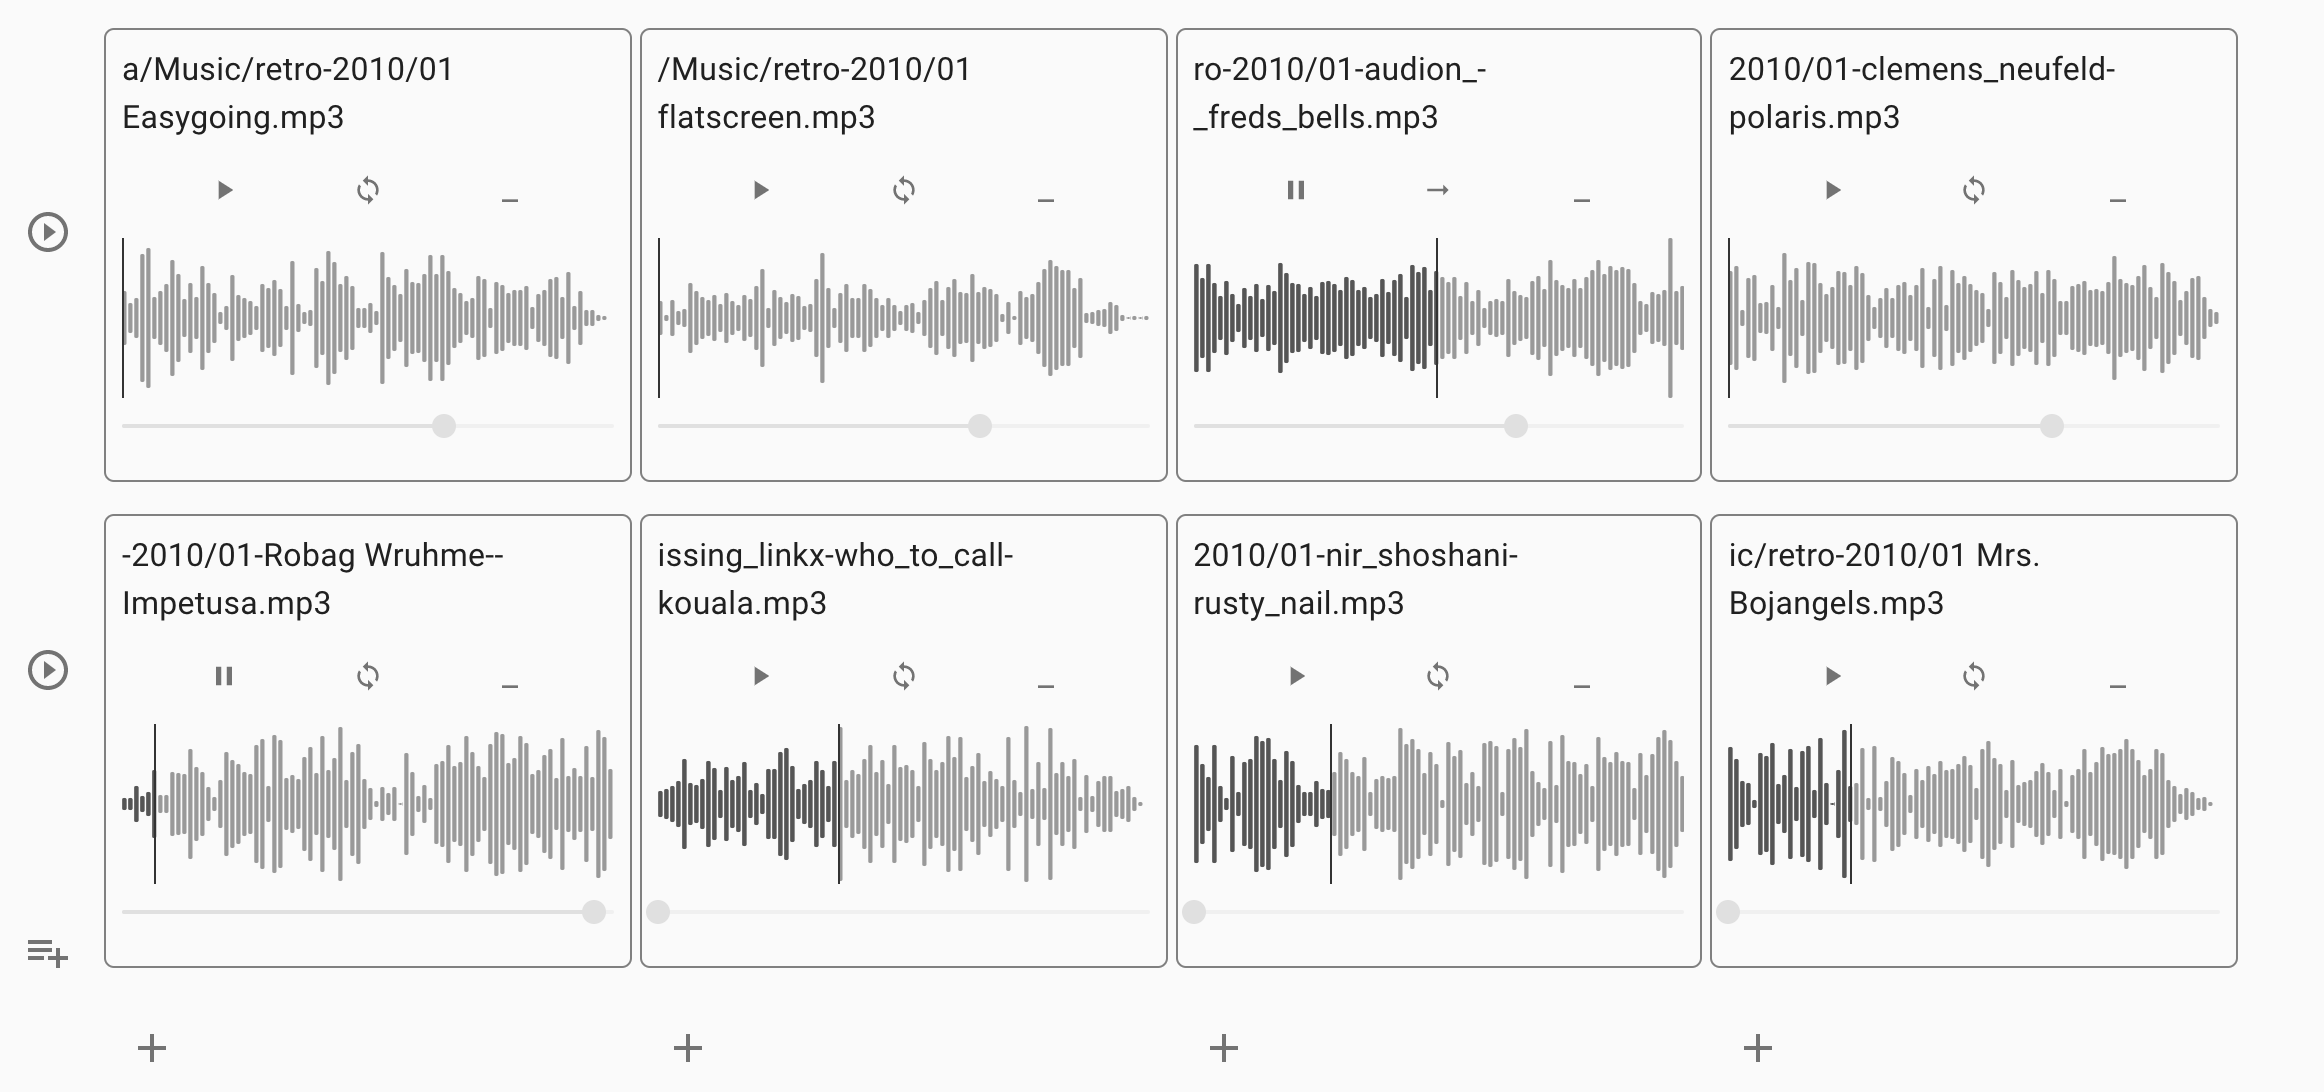 a/Music/retro-2010/01
Easygoing.mp3
/Music/retro-2010/01
flatscreen.mp3
ro-2010/01-audion_-
_freds_bells.mp3
2010/01-clemens_neufeld-
polaris.mp3
-2010/01-Robag Wruhme--
Impetusa.mp3
issing_linkx-who_to_call-
kouala.mp3
2010/01-nir_shoshani-
rusty_nail.mp3
ic/retro-2010/01 Mrs.
Bojangels.mp3